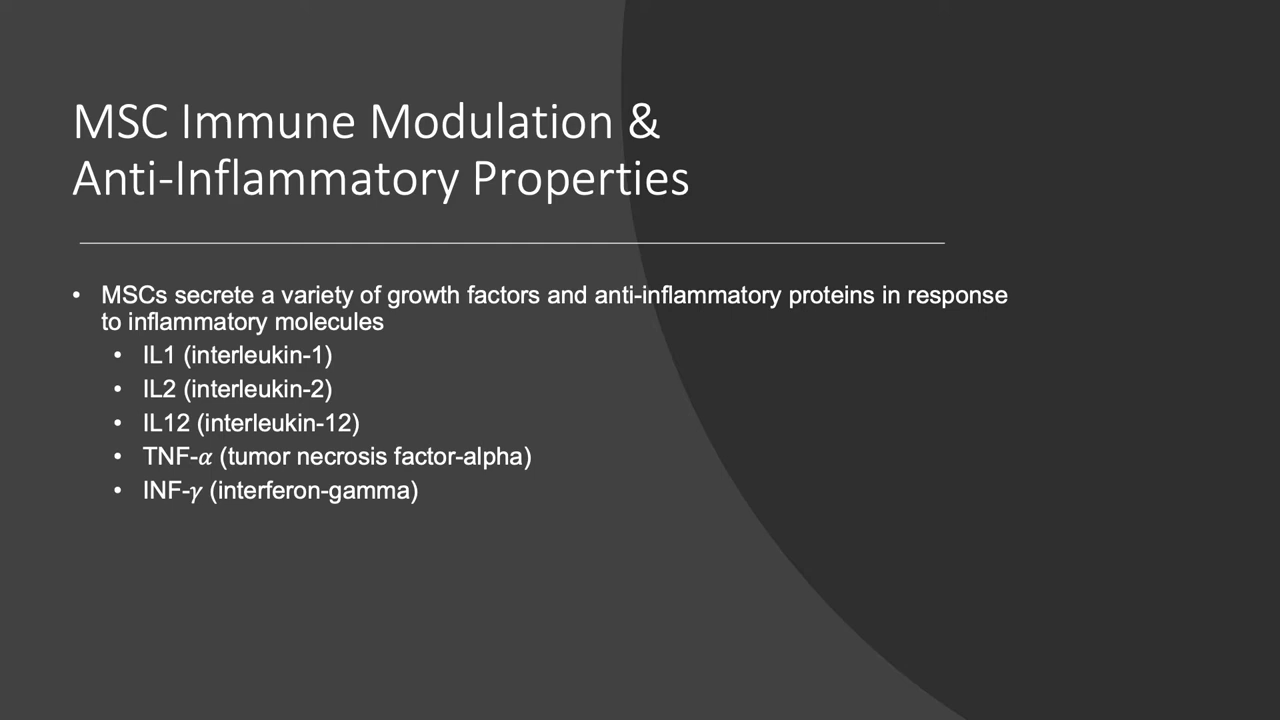 MSC Immune Modulation &
Anti-Inflammatory Properties
• MSCs secrete a variety of growth factors and anti-inflammatory proteins in response
to inflammatory molecules
• IL1 (interleukin-1)
• IL2 (interleukin-2)
• IL12 (interleukin-12)
• TNF-𝛼 (tumor necrosis factor-alpha)
• INF-𝛾 (interferon-gamma)